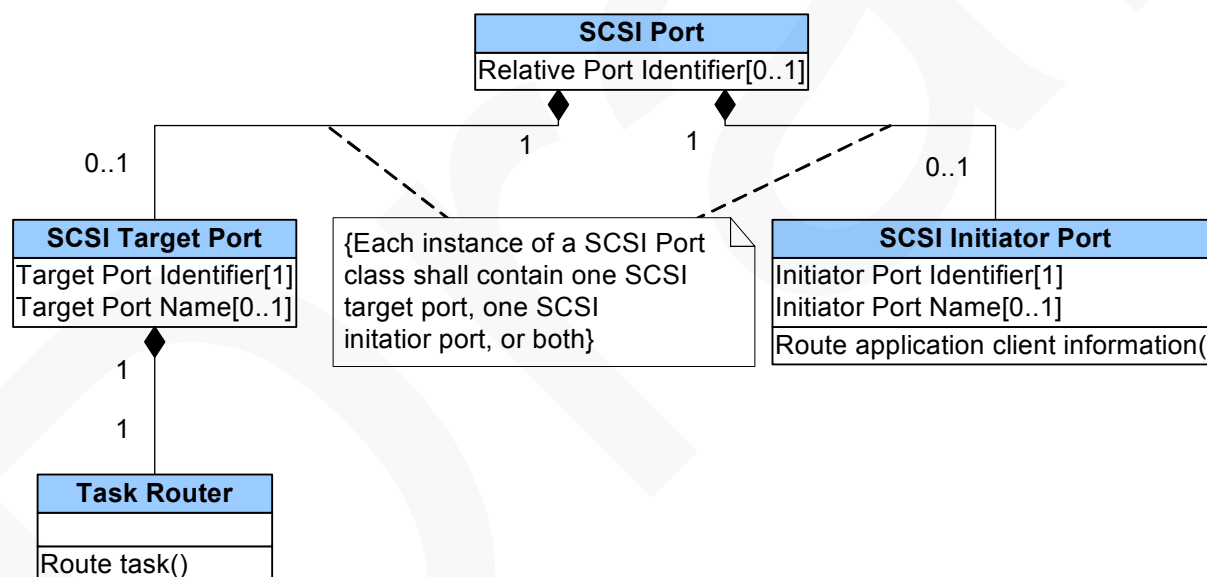 SCSI Port
Relative Port Identifier[0..1]
1
1
0..1
0..1
SCSI Target Port
Target Port Identifier[1]
Target Port Name[0..1]
{Each instance of a SCSI Port
class shall contain one SCSI
target port, one SCSI
initatior port, or both}
SCSI Initiator Port
Initiator Port Identifier[1]
Initiator Port Name[0..1]
Route application client information(
1
1
Task Router
Route task()